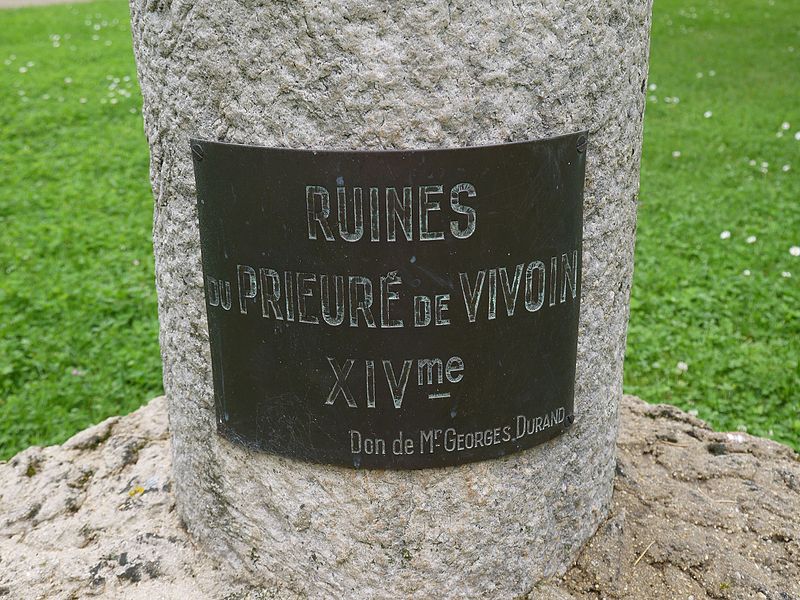 RUINES
DU PRIEURÉ DE VIVOIN
XIVme
Don de Mr GEORGES DURAND